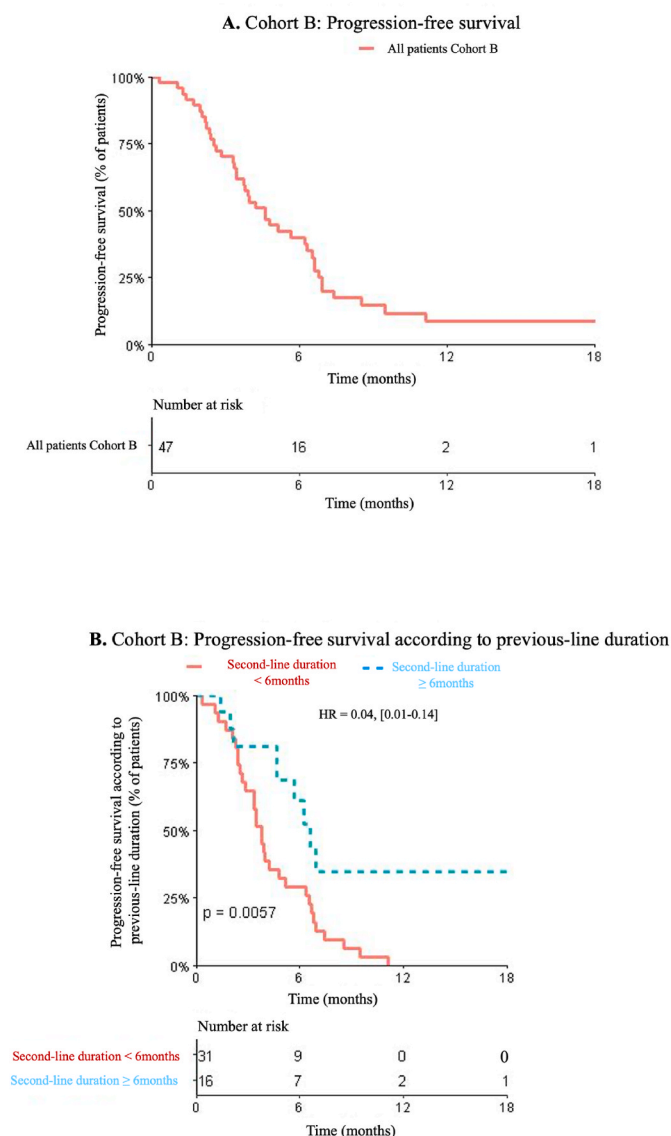 A. Cohort B: Progression-free survival
All patients Cohort B
Progression-free survival (% of patients)
100%
75%
50%
25%
0%
0 6 12 18
Time (months)
Number at risk
All patients Cohort B 47 16 2 1
0 6 12 18
Time (months)
B. Cohort B: Progression-free survival according to previous-line duration
Second-line duration
< 6months
Second-line duration
≥ 6months
HR = 0.04, [0.01-0.14]
Progression-free survival according to
previous-line duration (% of patients)
100%
75%
50%
25%
0%
p = 0.0057
0 6 12 18
Time (months)
Number at risk
Second-line duration < 6months 31 9 0 0
Second-line duration ≥ 6months 16 7 2 1
0 6 12 18
Time (months)